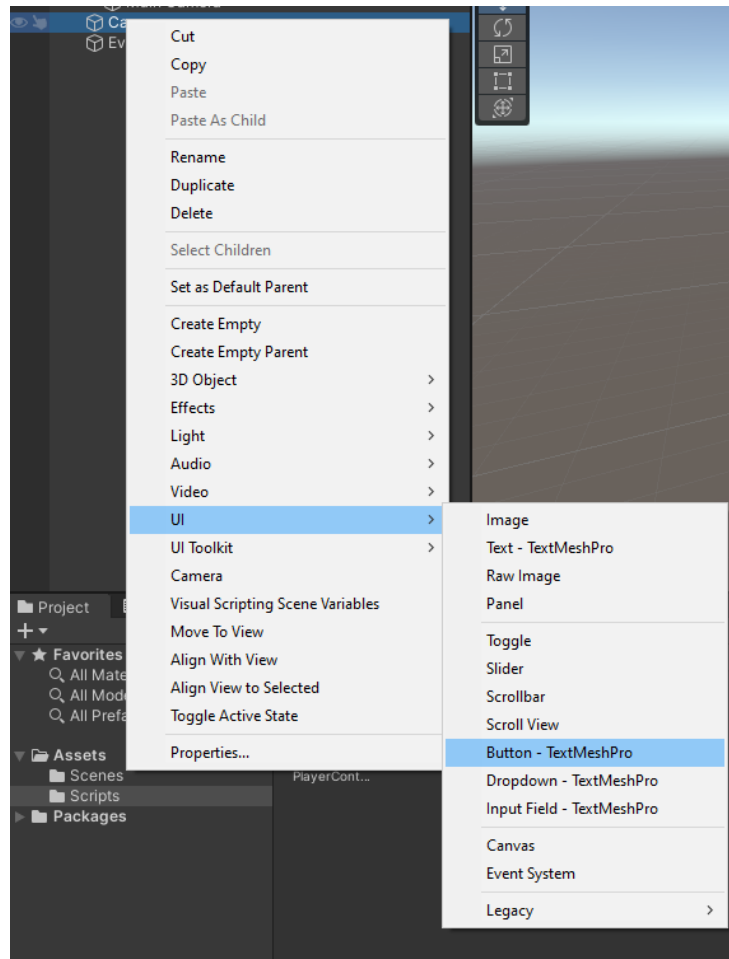 Main Camera
Ca
Ev
Cut
Copy
Paste
Paste As Child
Rename
Duplicate
Delete
Select Children
Set as Default Parent
Create Empty
Create Empty Parent
3D Object
Effects
Light
Audio
Video
UI
UI Toolkit
Camera
Visual Scripting Scene Variables
Move To View
Align With View
Align View to Selected
Toggle Active State
Properties...
Image
Text - TextMeshPro
Raw Image
Panel
Toggle
Slider
Scrollbar
Scroll View
Button - TextMeshPro
Dropdown - TextMeshPro
Input Field - TextMeshPro
Canvas
Event System
Legacy
Project
Favorites
All Mate
All Mode
All Prefa
Assets
Scenes
Scripts
Packages
PlayerCont...